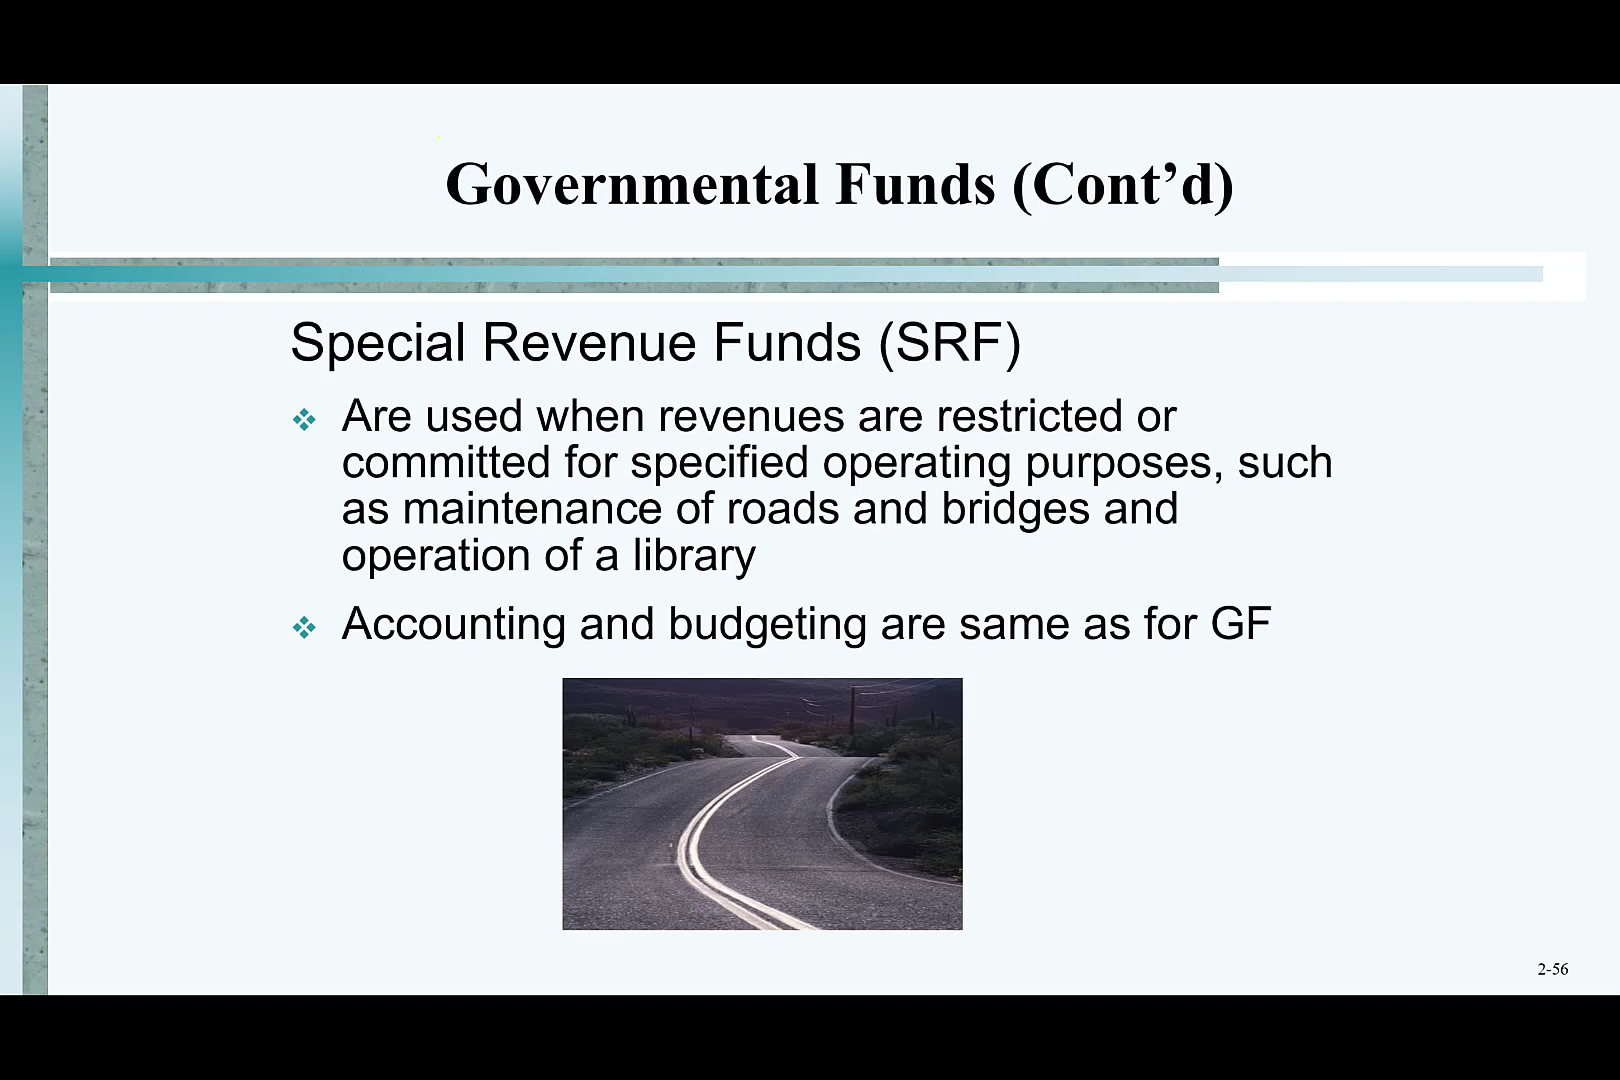 Governmental Funds (Cont’d)
Special Revenue Funds (SRF)
Are used when revenues are restricted or
committed for specified operating purposes, such
as maintenance of roads and bridges and
operation of a library
Accounting and budgeting are same as for GF
2-56